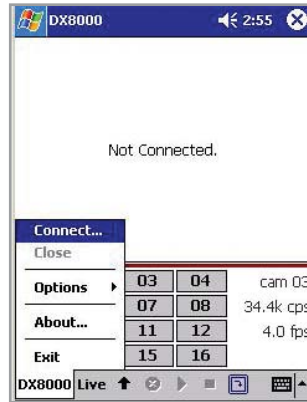 DX8000 2:55
Not Connected.
Connect...
Close
Options
About...
Exit
03 04 cam 03
07 08 34.4k cps
11 12 4.0 fps
15 16
DX8000 Live